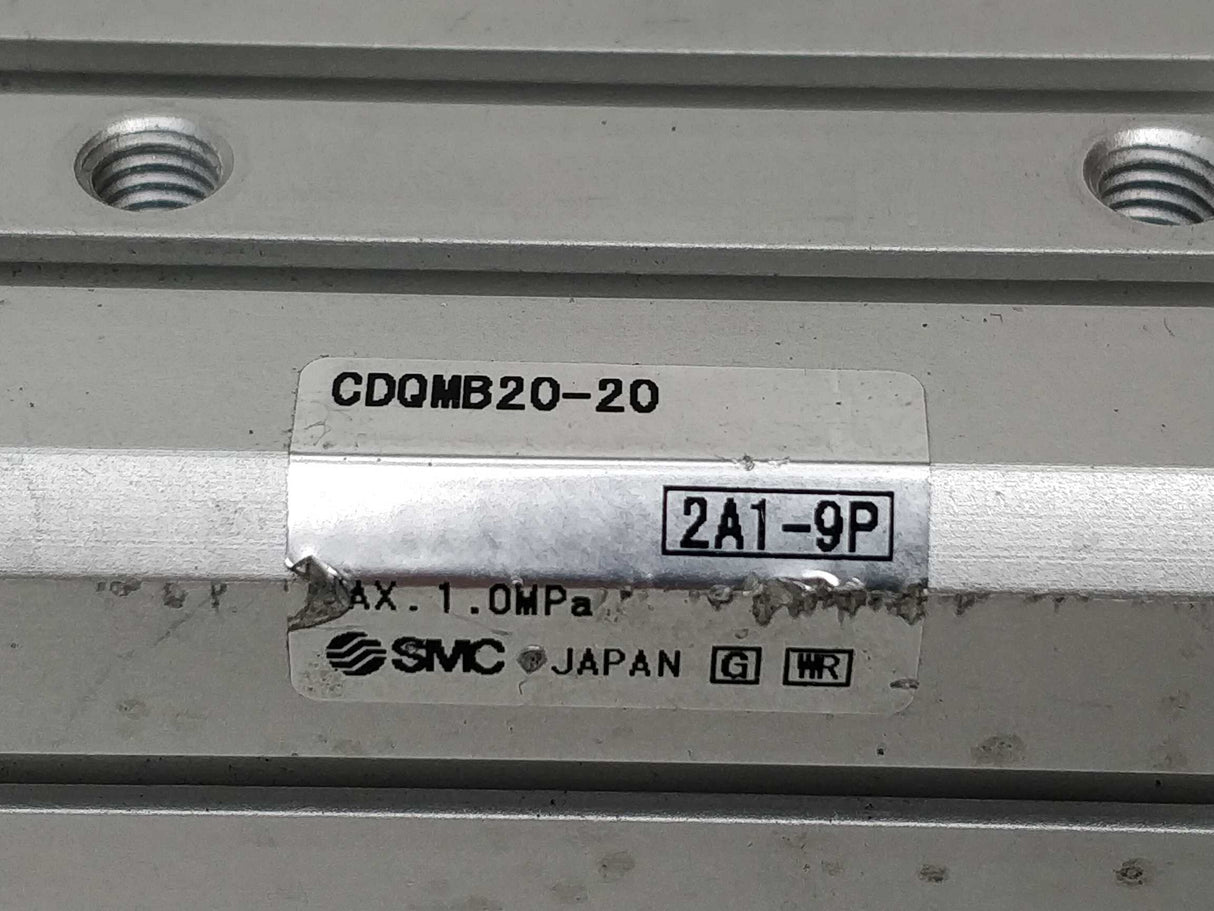 CDQMB20-20
2A1-9P
AX. 1.0MPa
SMC JAPAN G WR